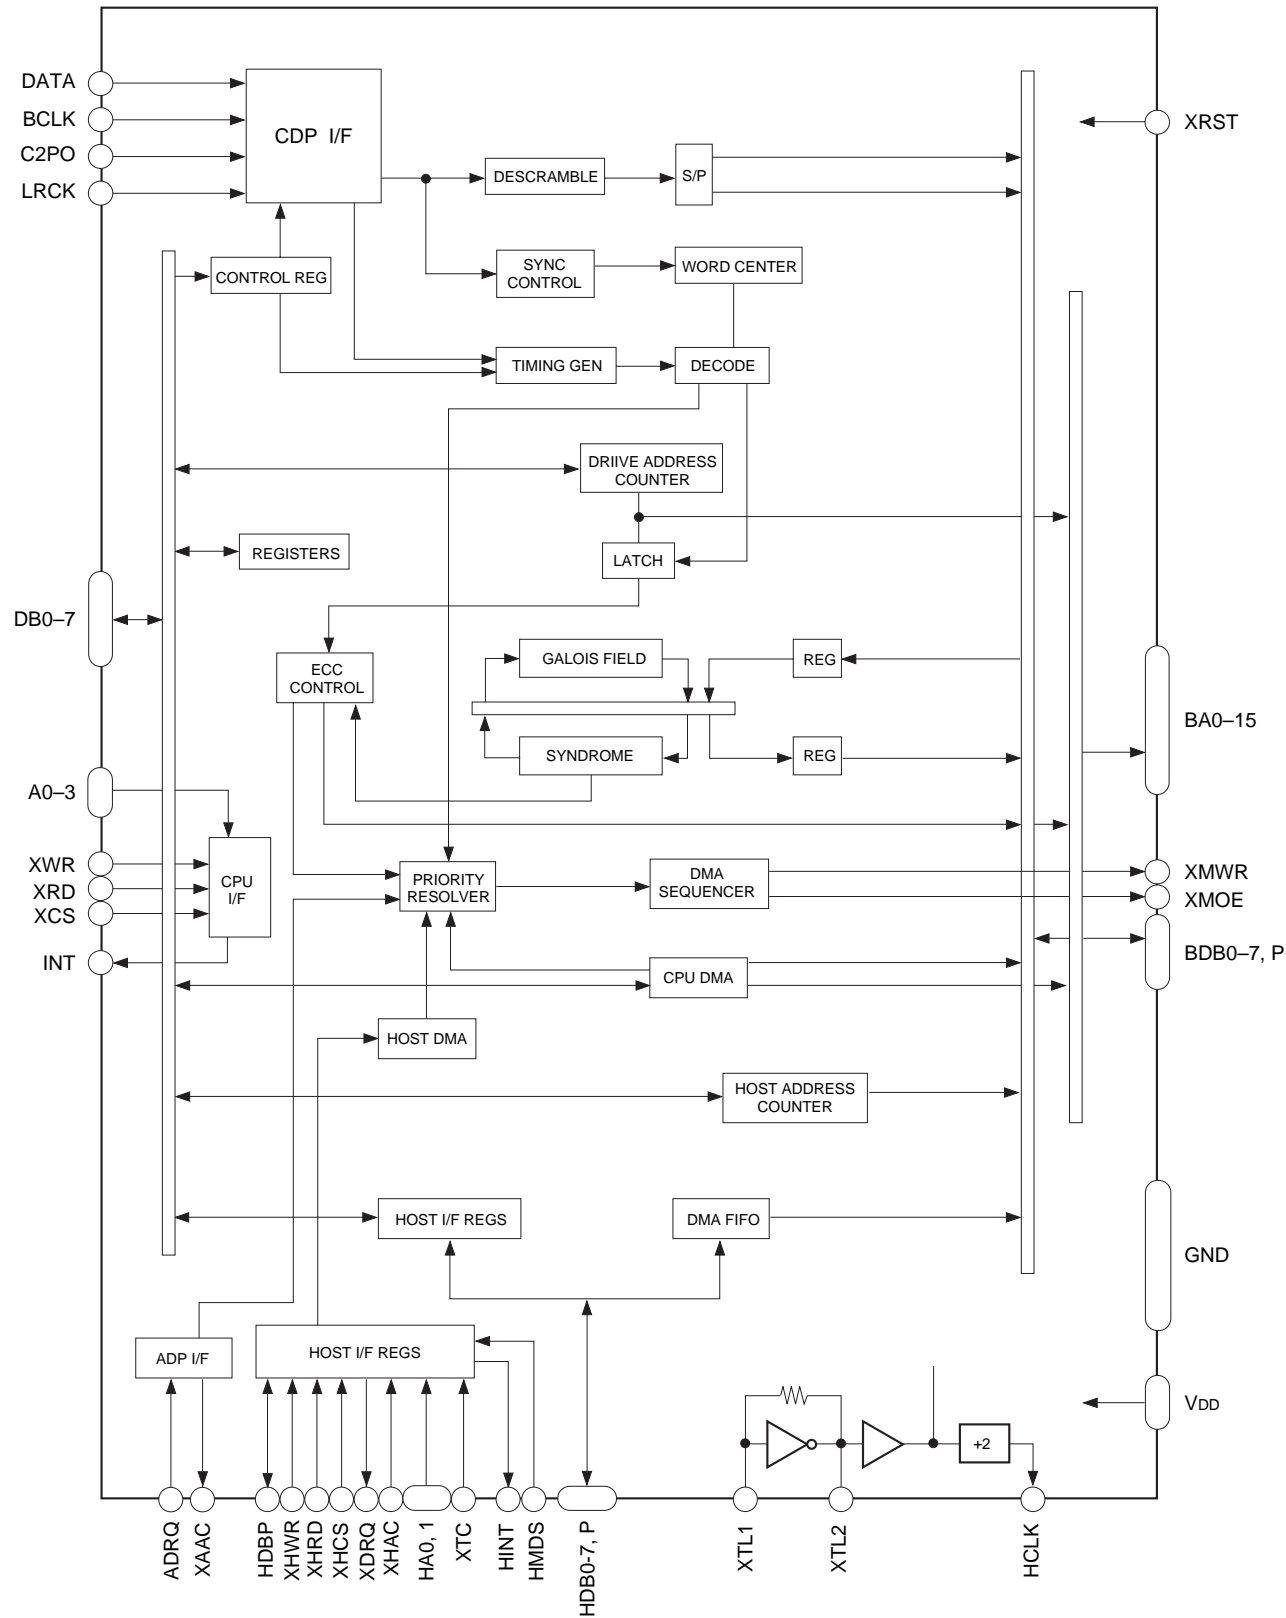 DATA
BCLK
C2PO
LRCK
CDP I/F
XRST
DESCRAMBLE
S/P
CONTROL REG
SYNC
CONTROL
WORD CENTER
TIMING GEN
DECODE
DRIIVE ADDRESS
COUNTER
REGISTERS
LATCH
DB0–7
ECC
CONTROL
GALOIS FIELD
REG
SYNDROME
REG
BA0–15
A0–3
XWR
XRD
XCS
INT
CPU
I/F
PRIORITY
RESOLVER
DMA
SEQUENCER
XMWR
XMOE
BDB0–7, P
CPU DMA
HOST DMA
HOST ADDRESS
COUNTER
HOST I/F REGS
DMA FIFO
GND
ADP I/F
HOST I/F REGS
VDD
+2
ADRQ
XAAC
HDBP
XHWR
XHRD
XHCS
XDRQ
XHAC
HA0, 1
XTC
HINT
HMDS
HDB0-7, P
XTL1
XTL2
HCLK